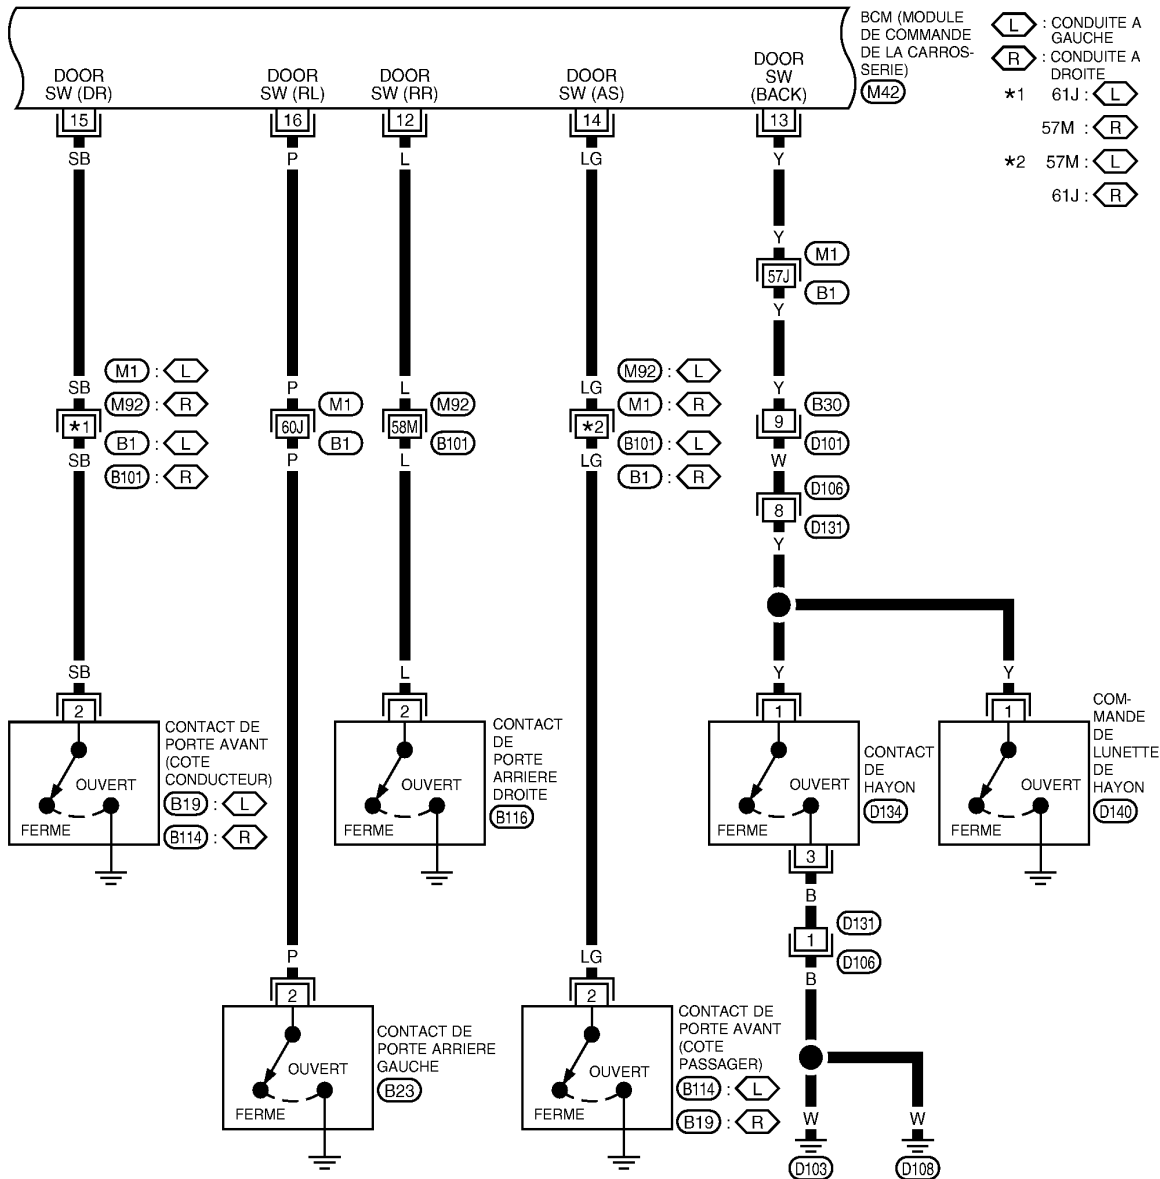 BCM (MODULE
DE COMMANDE
DE LA CARROS-
SERIE)
M42
L : CONDUITE A
GAUCHE
R : CONDUITE A
DROITE
*1 61J : L
57M : R
*2 57M : L
61J : R
DOOR
SW (DR)
DOOR
SW (RL)
DOOR
SW (RR)
DOOR
SW (AS)
DOOR
SW
(BACK)
15
16
12
14
13
SB
P
L
LG
Y
Y
57J
M1
B1
Y
SB
*1
SB
M1 : L
M92 : R
B1 : L
B101 : R
P
60J
P
M1
B1
L
58M
L
M92
B101
LG
*2
LG
M92 : L
M1 : R
B101 : L
B1 : R
Y
9
W
B30
D101
8
Y
D106
D131
SB
2
OUVERT
FERME
CONTACT DE
PORTE AVANT
(COTE
CONDUCTEUR)
B19 : L
B114 : R
L
2
OUVERT
FERME
CONTACT
DE
PORTE
ARRIERE
DROITE
B116
Y
1
OUVERT
FERME
CONTACT
DE
HAYON
D134
Y
1
OUVERT
FERME
COM-
MANDE
DE
LUNETTE
DE
HAYON
D140
3
B
1
B
D131
D106
P
2
OUVERT
FERME
CONTACT DE
PORTE ARRIERE
GAUCHE
B23
LG
2
OUVERT
FERME
CONTACT DE
PORTE AVANT
(COTE
PASSAGER)
B114 : L
B19 : R
W
W
D103
D108